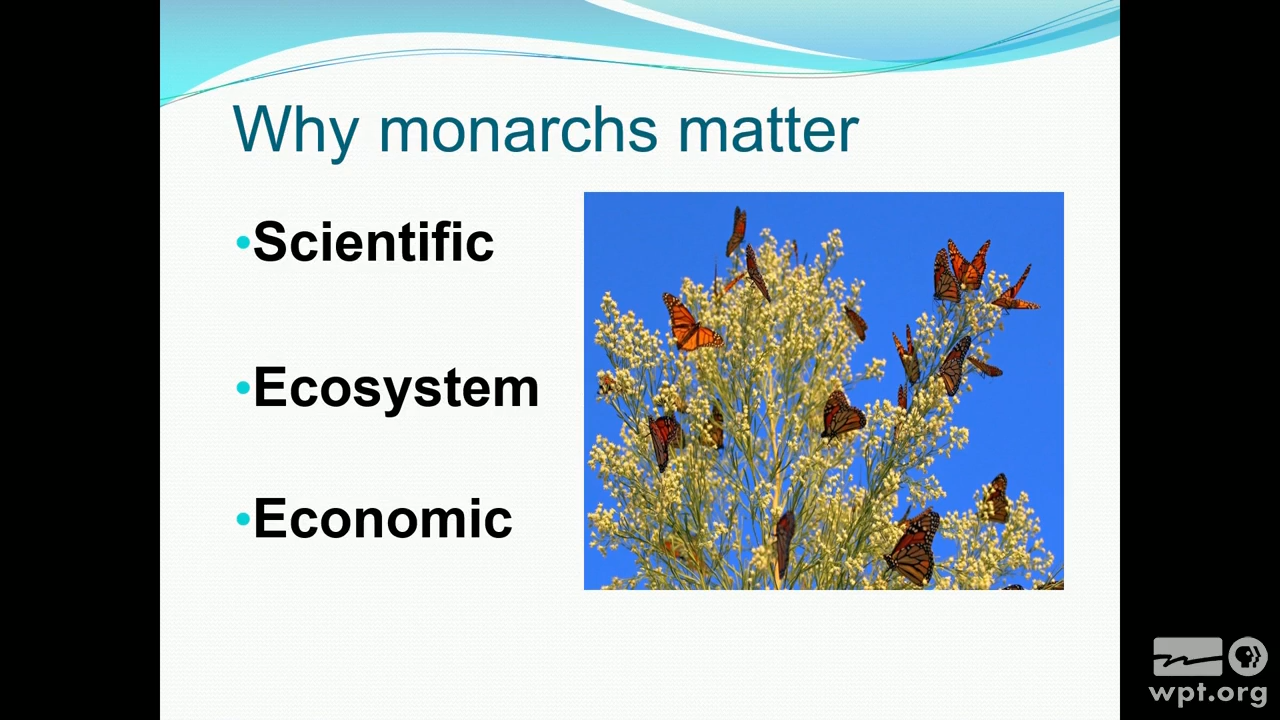 Why monarchs matter
•Scientific
•Ecosystem
•Economic
wpt.org